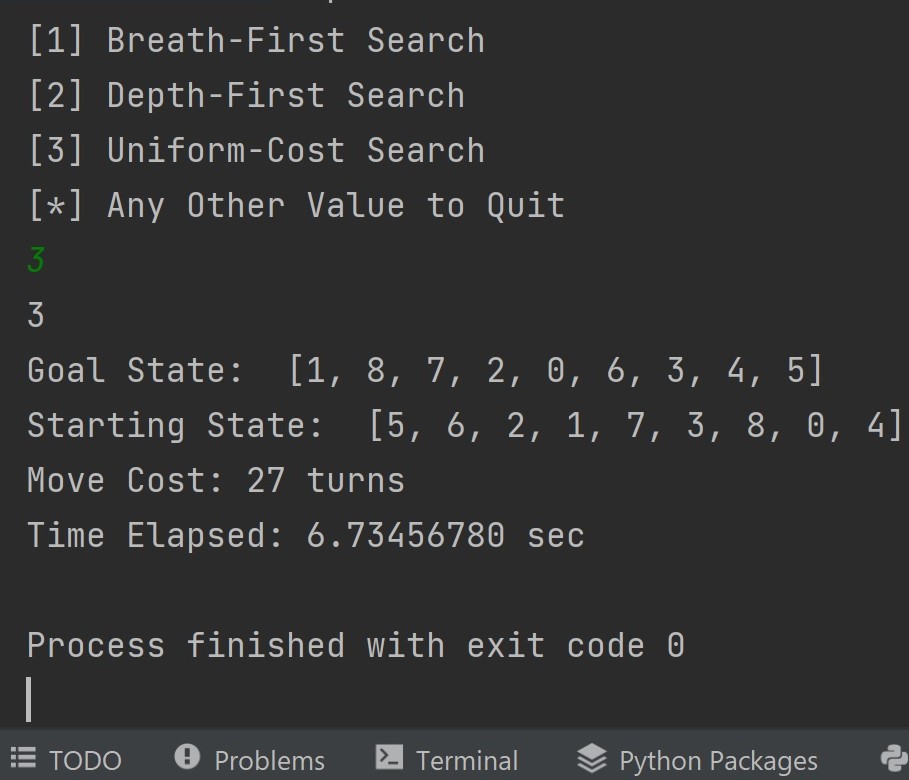 [1] Breath-First Search
[2] Depth-First Search
[3] Uniform-Cost Search
[*] Any Other Value to Quit
3
3
Goal State:  [1, 8, 7, 2, 0, 6, 3, 4, 5]
Starting State:  [5, 6, 2, 1, 7, 3, 8, 0, 4]
Move Cost: 27 turns
Time Elapsed: 6.73456780 sec
Process finished with exit code 0
TODO Problems Terminal Python Packages